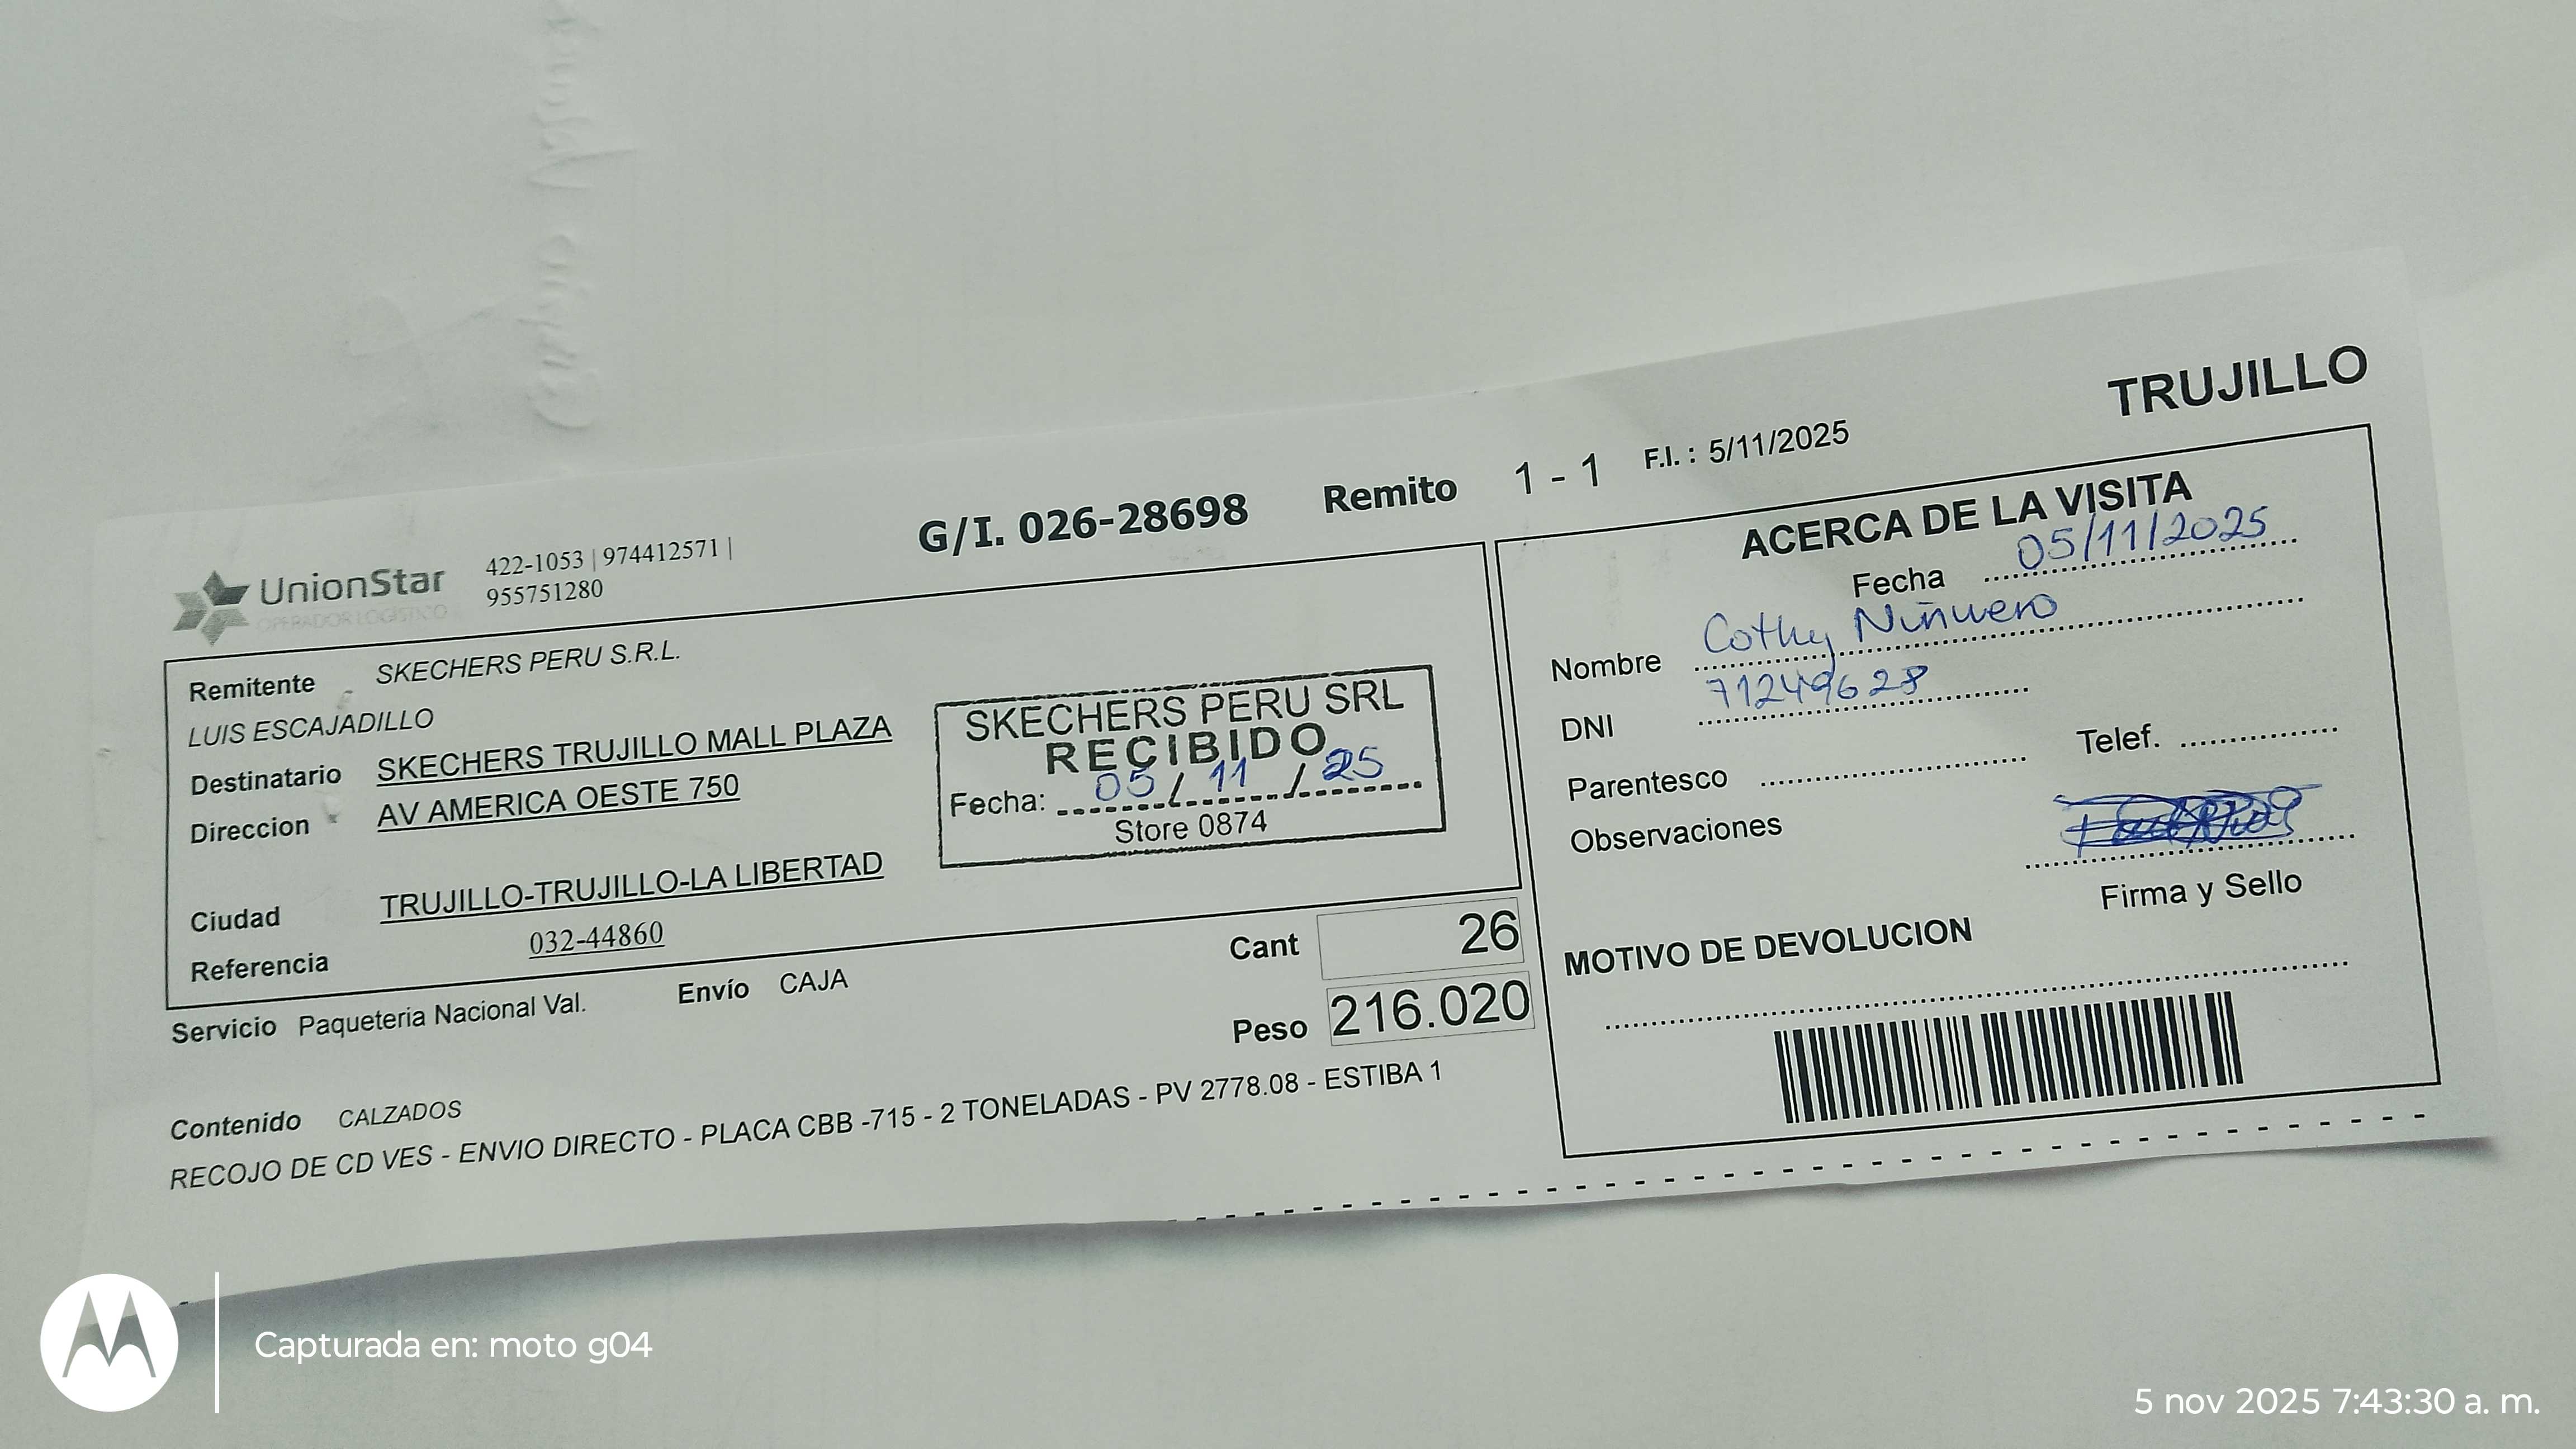 TRUJILLO
G/I. 026-28698 Remito 1 - 1 F.I. : 5/11/2025
UnionStar
OPERADOR LOGISTICO
422-1053 | 974412571 |
955751280
Remitente SKECHERS PERU S.R.L.
LUIS ESCAJADILLO
Destinatario SKECHERS TRUJILLO MALL PLAZA
Direccion AV AMERICA OESTE 750
Ciudad TRUJILLO-TRUJILLO-LA LIBERTAD
Referencia 032-44860
SKECHERS PERU SRL
RECIBIDO
Fecha: 05 / 11 / 25
Store 0874
Servicio Paqueteria Nacional Val. Envío CAJA
Cant 26
Peso 216.020
Contenido CALZADOS
RECOJO DE CD VES - ENVIO DIRECTO - PLACA CBB -715 - 2 TONELADAS - PV 2778.08 - ESTIBA 1
ACERCA DE LA VISITA
Fecha 05/11/2025
Nombre Cothy
DNI 71249628
Parentesco Telef.
Observaciones
Firma y Sello
MOTIVO DE DEVOLUCION
Capturada en: moto g04
5 nov 2025 7:43:30 a. m.